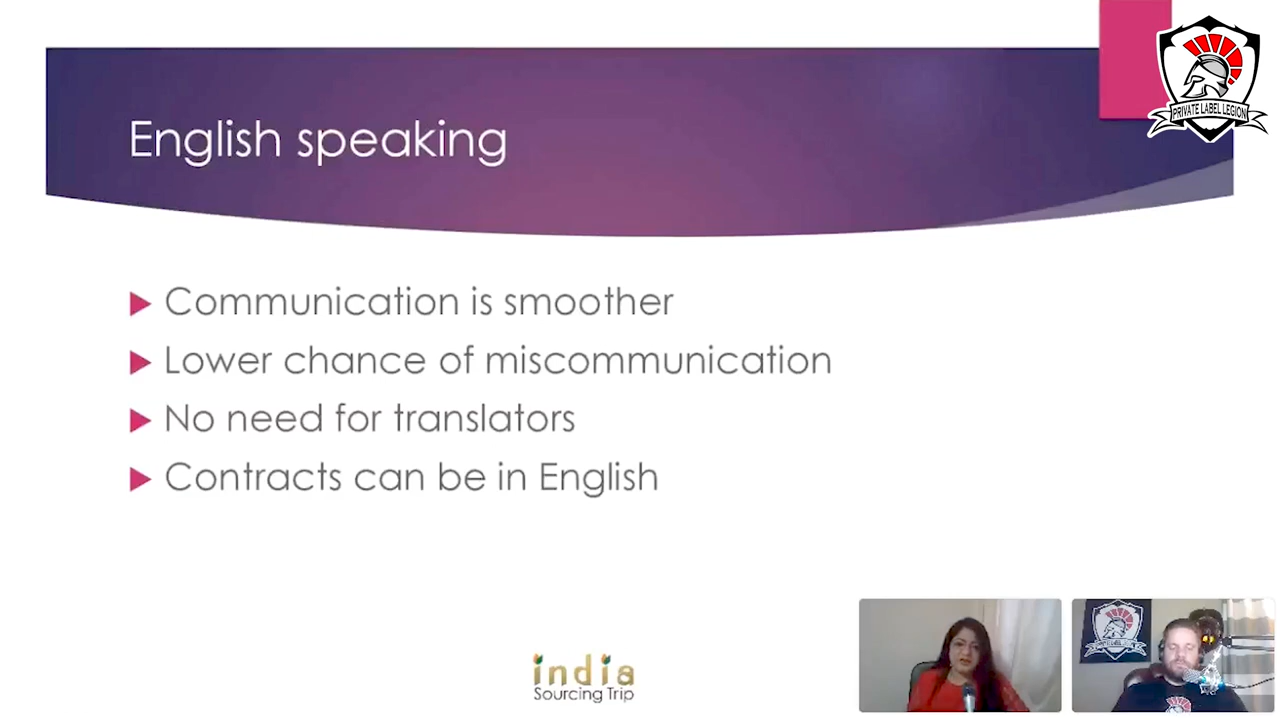 PRIVATE LABEL LEGION
English speaking
Communication is smoother
Lower chance of miscommunication
No need for translators
Contracts can be in English
india
Sourcing Trip